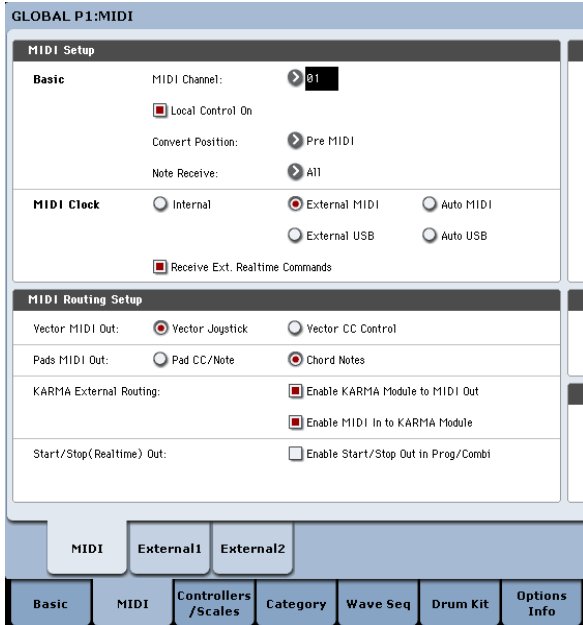 GLOBAL P1:MIDI
MIDI Setup
Basic MIDI Channel: 01
Local Control On
Convert Position: Pre MIDI
Note Receive: All
MIDI Clock Internal External MIDI Auto MIDI
External USB Auto USB
Receive Ext. Realtime Commands
MIDI Routing Setup
Vector MIDI Out: Vector Joystick Vector CC Control
Pads MIDI Out: Pad CC/Note Chord Notes
KARMA External Routing: Enable KARMA Module to MIDI Out
Enable MIDI In to KARMA Module
Start/Stop(Realtime) Out: Enable Start/Stop Out in Prog/Combi
MIDI External1 External2
Basic MIDI Controllers /Scales Category Wave Seq Drum Kit Options Info